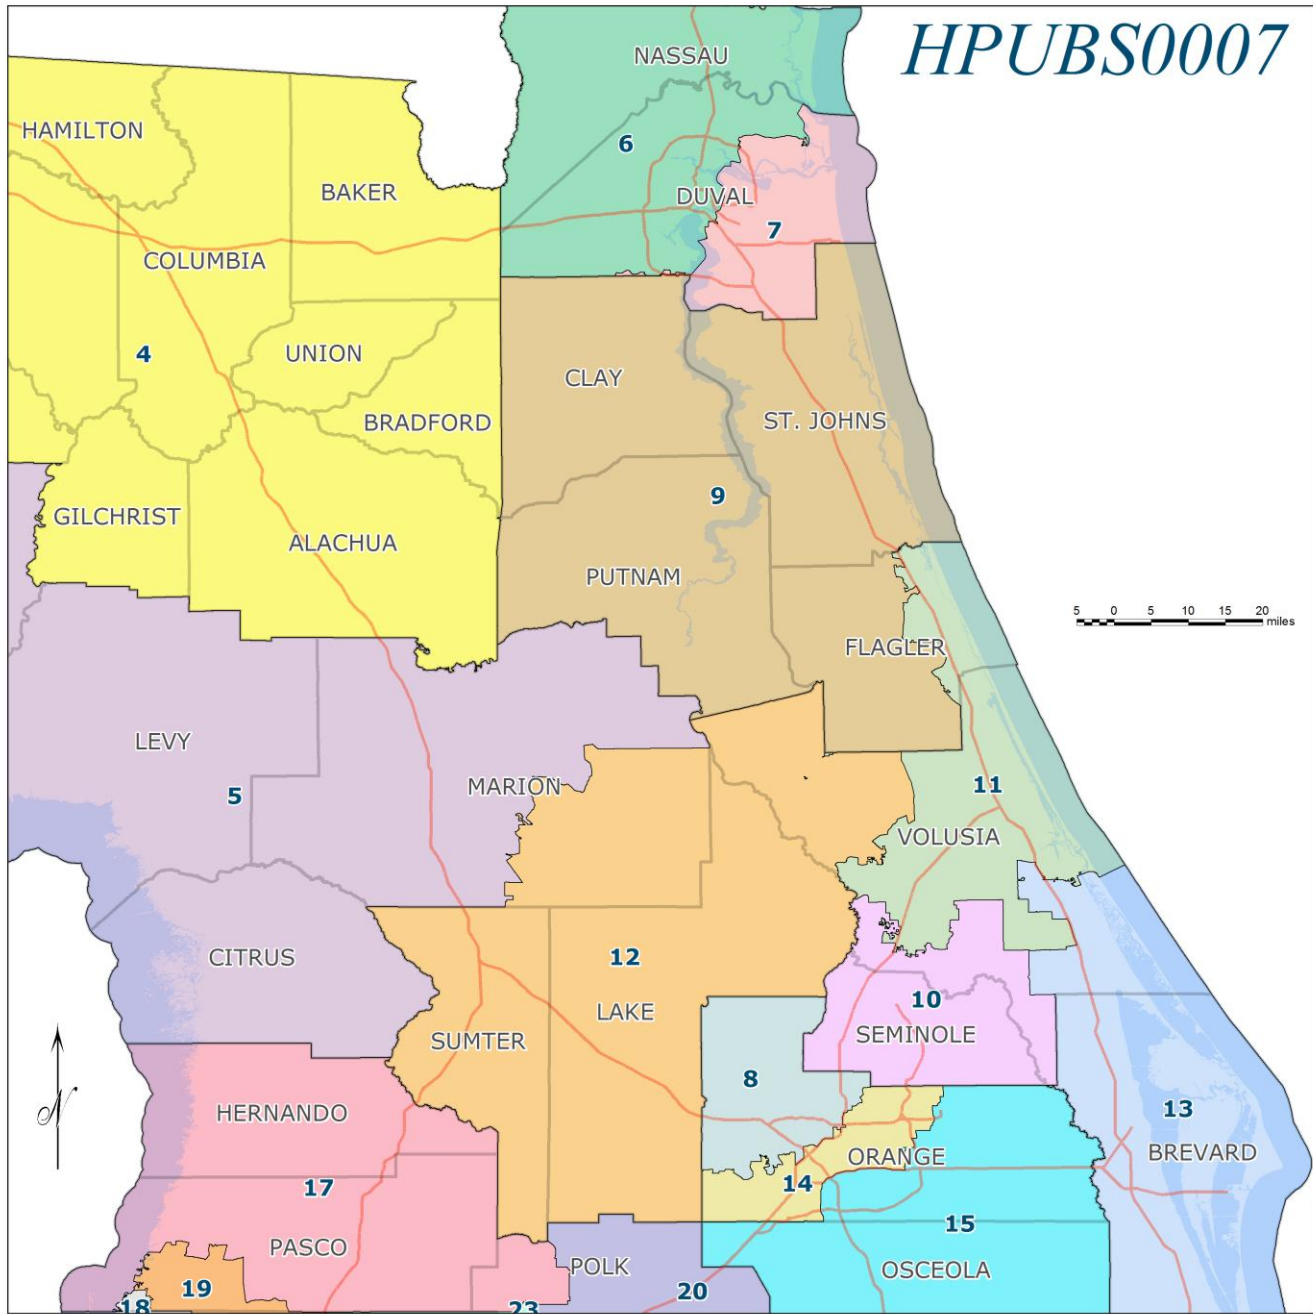 HPUBS0007
NASSAU
HAMILTON
6
BAKER
DUVAL
7
COLUMBIA
4
UNION
CLAY
BRADFORD
ST. JOHNS
9
GILCHRIST
ALACHUA
PUTNAM
5 0 5 10 15 20
miles
FLAGLER
LEVY
MARION
5
11
VOLUSIA
CITRUS
12
10
LAKE
SEMINOLE
SUMTER
8
N
HERNANDO
13
BREVARD
ORANGE
17
14
15
PASCO
POLK
OSCEOLA
19
20
18
23